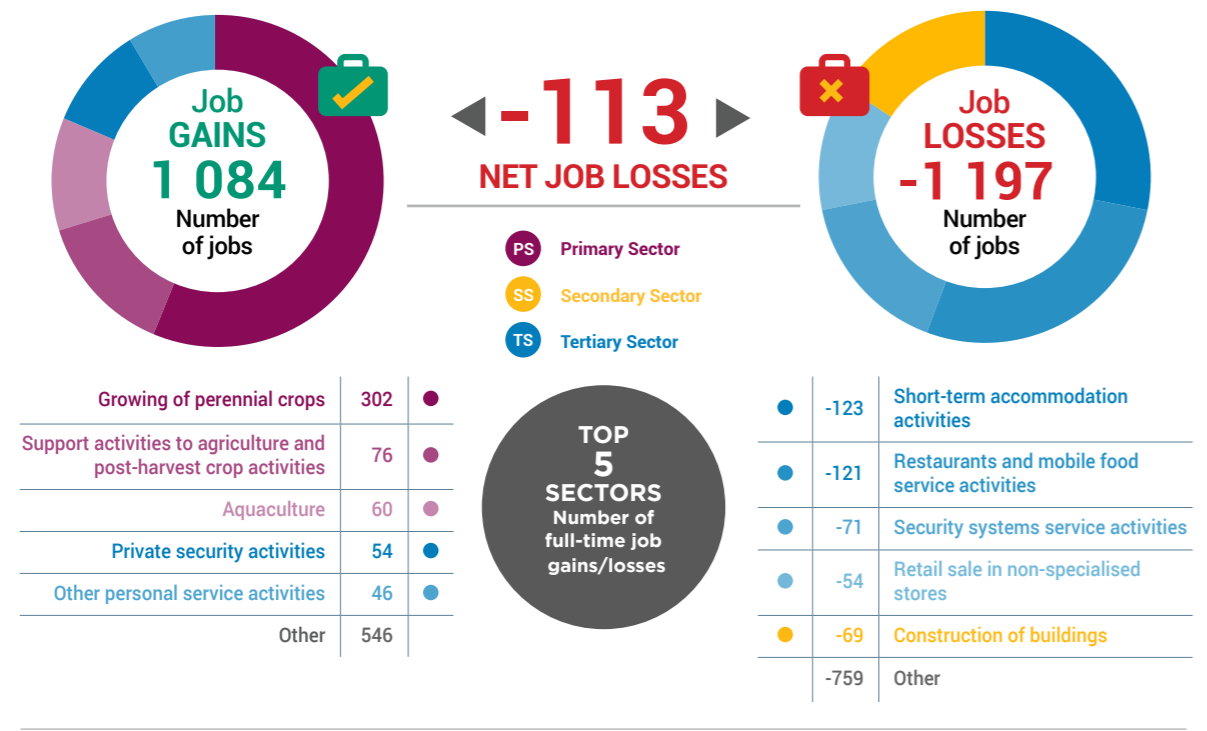 Job
GAINS
1 084
Number
of jobs
-113
NET JOB LOSSES
Job
LOSSES
-1 197
Number
of jobs
PS Primary Sector
SS Secondary Sector
TS Tertiary Sector
Growing of perennial crops 302
Support activities to agriculture and
post-harvest crop activities 76
Aquaculture 60
Private security activities 54
Other personal service activities 46
Other 546
TOP
5
SECTORS
Number of
full-time job
gains/losses
-123 Short-term accommodation
activities
-121 Restaurants and mobile food
service activities
-71 Security systems service activities
-54 Retail sale in non-specialised
stores
-69 Construction of buildings
-759 Other